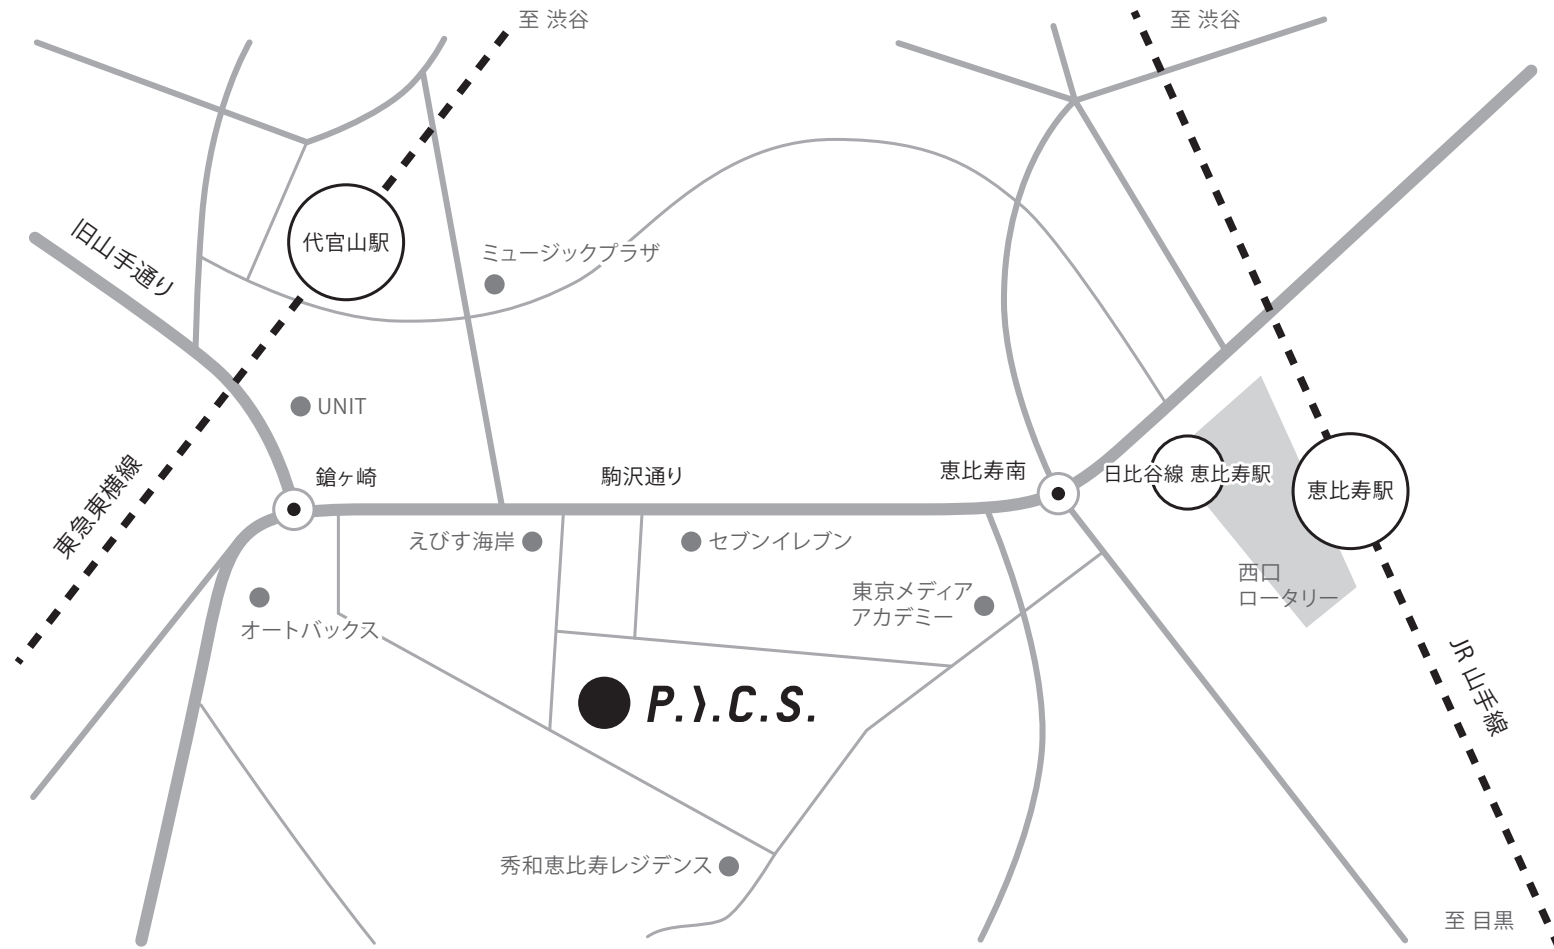 至 渋谷
至 渋谷
代官山駅
旧山手通り
ミュージックプラザ
UNIT
東急東横線
鎗ヶ崎
駒沢通り
恵比寿南
日比谷線 恵比寿駅
恵比寿駅
えびす海岸
セブンイレブン
西口
ロータリー
東京メディア
アカデミー
オートバックス
JR 山手線
P.I.C.S.
秀和恵比寿レジデンス
至 目黒